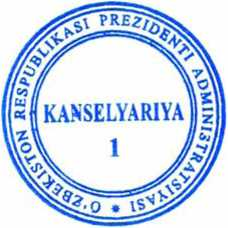 O'ZBEKISTON RESPUBLIKASI PREZIDENTI ADMINISTRATSIYASI
KANSELYARIYA
1